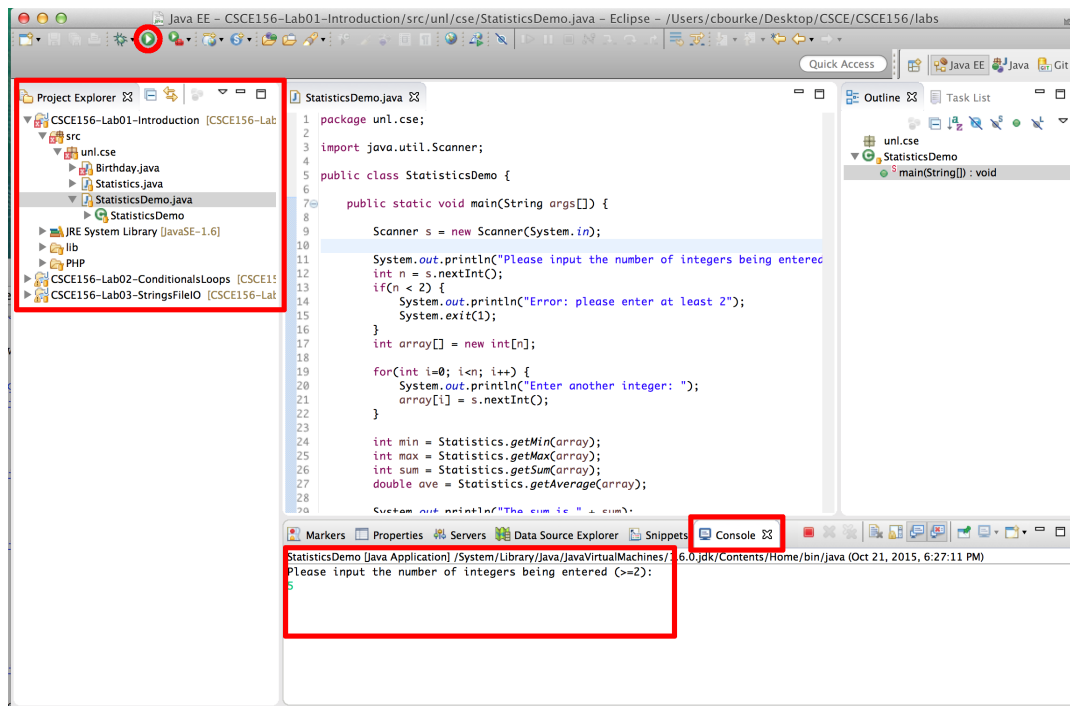 Java EE - CSCE156-Lab01-Introduction/src/unl/cse/StatisticsDemo.java - Eclipse - /Users/cbourke/Desktop/CSCE/CSCE156/labs
Quick Access
Java EE
Java
Git
Project Explorer
CSCE156-Lab01-Introduction [CSCE156-Lab
src
unl.cse
Birthday.java
Statistics.java
StatisticsDemo.java
StatisticsDemo
JRE System Library [JavaSE-1.6]
lib
PHP
CSCE156-Lab02-ConditionalsLoops [CSCE15
CSCE156-Lab03-StringsFileIO [CSCE156-Lab
StatisticsDemo.java
1 package unl.cse;
2
3 import java.util.Scanner;
4
5 public class StatisticsDemo {
6
7 public static void main(String args[]) {
8
9 Scanner s = new Scanner(System.in);
10
11 System.out.println("Please input the number of integers being entered
12 int n = s.nextInt();
13 if(n < 2) {
14 System.out.println("Error: please enter at least 2");
15 System.exit(1);
16 }
17 int array[] = new int[n];
18
19 for(int i=0; i<n; i++) {
20 System.out.println("Enter another integer: ");
21 array[i] = s.nextInt();
22 }
23
24 int min = Statistics.getMin(array);
25 int max = Statistics.getMax(array);
26 int sum = Statistics.getSum(array);
27 double ave = Statistics.getAverage(array);
28
29 System.out.println("The sum is " + sum);
Outline
Task List
unl.cse
StatisticsDemo
main(String[]) : void
Markers
Properties
Servers
Data Source Explorer
Snippets
Console
StatisticsDemo [Java Application] /System/Library/Java/JavaVirtualMachines/1.6.0.jdk/Contents/Home/bin/java (Oct 21, 2015, 6:27:11 PM)
Please input the number of integers being entered (>=2):
5